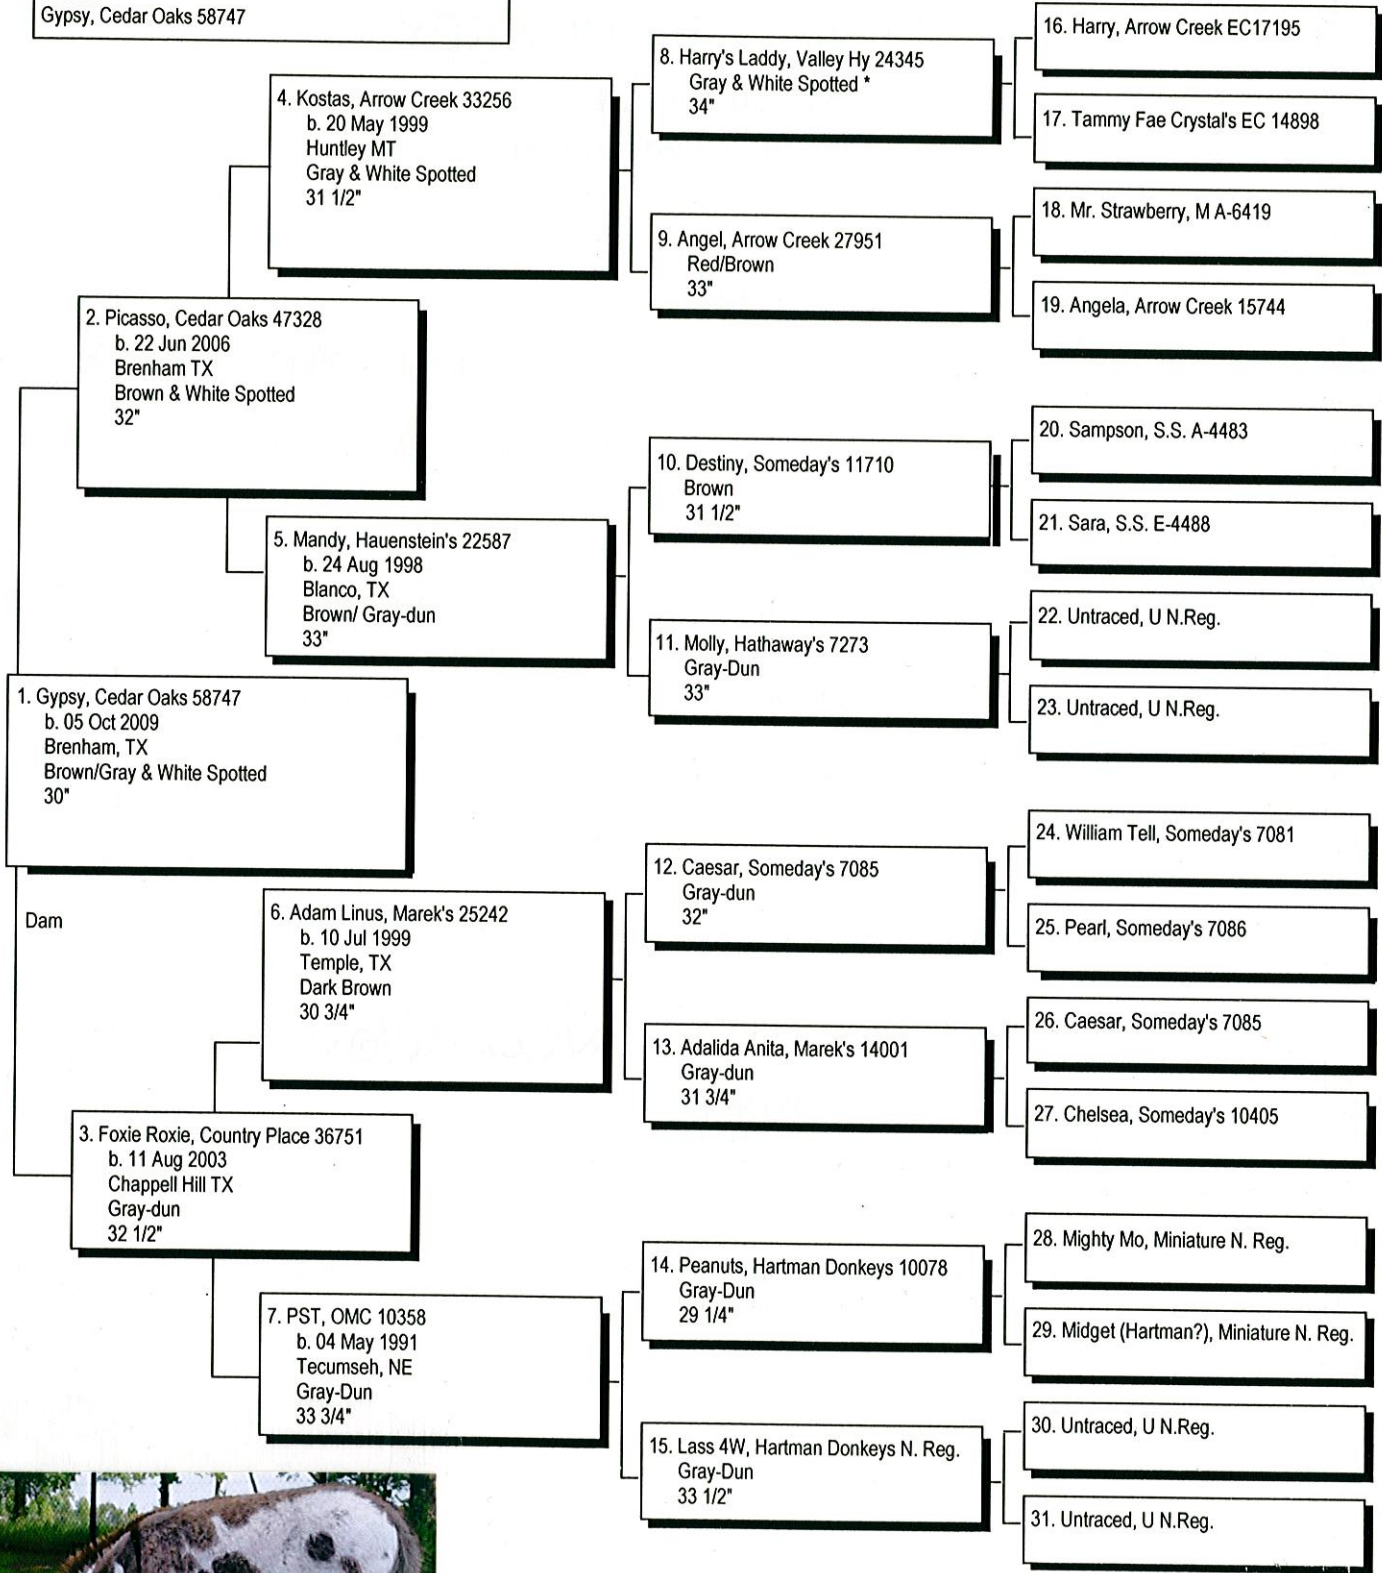 Gypsy, Cedar Oaks 58747
4. Kostas, Arrow Creek 33256
b. 20 May 1999
Huntley MT
Gray & White Spotted
31 1/2"
8. Harry's Laddy, Valley Hy 24345
Gray & White Spotted *
34"
16. Harry, Arrow Creek EC17195
17. Tammy Fae Crystal's EC 14898
9. Angel, Arrow Creek 27951
Red/Brown
33"
18. Mr. Strawberry, M A-6419
19. Angela, Arrow Creek 15744
2. Picasso, Cedar Oaks 47328
b. 22 Jun 2006
Brenham TX
Brown & White Spotted
32"
5. Mandy, Hauenstein's 22587
b. 24 Aug 1998
Blanco, TX
Brown/ Gray-dun
33"
10. Destiny, Someday's 11710
Brown
31 1/2"
20. Sampson, S.S. A-4483
21. Sara, S.S. E-4488
11. Molly, Hathaway's 7273
Gray-Dun
33"
22. Untraced, U N.Reg.
23. Untraced, U N.Reg.
1. Gypsy, Cedar Oaks 58747
b. 05 Oct 2009
Brenham, TX
Brown/Gray & White Spotted
30"
Dam
6. Adam Linus, Marek's 25242
b. 10 Jul 1999
Temple, TX
Dark Brown
30 3/4"
12. Caesar, Someday's 7085
Gray-dun
32"
24. William Tell, Someday's 7081
25. Pearl, Someday's 7086
13. Adalida Anita, Marek's 14001
Gray-dun
31 3/4"
26. Caesar, Someday's 7085
27. Chelsea, Someday's 10405
3. Foxie Roxie, Country Place 36751
b. 11 Aug 2003
Chappell Hill TX
Gray-dun
32 1/2"
7. PST, OMC 10358
b. 04 May 1991
Tecumseh, NE
Gray-Dun
33 3/4"
14. Peanuts, Hartman Donkeys 10078
Gray-Dun
29 1/4"
28. Mighty Mo, Miniature N. Reg.
29. Midget (Hartman?), Miniature N. Reg.
15. Lass 4W, Hartman Donkeys N. Reg.
Gray-Dun
33 1/2"
30. Untraced, U N.Reg.
31. Untraced, U N.Reg.